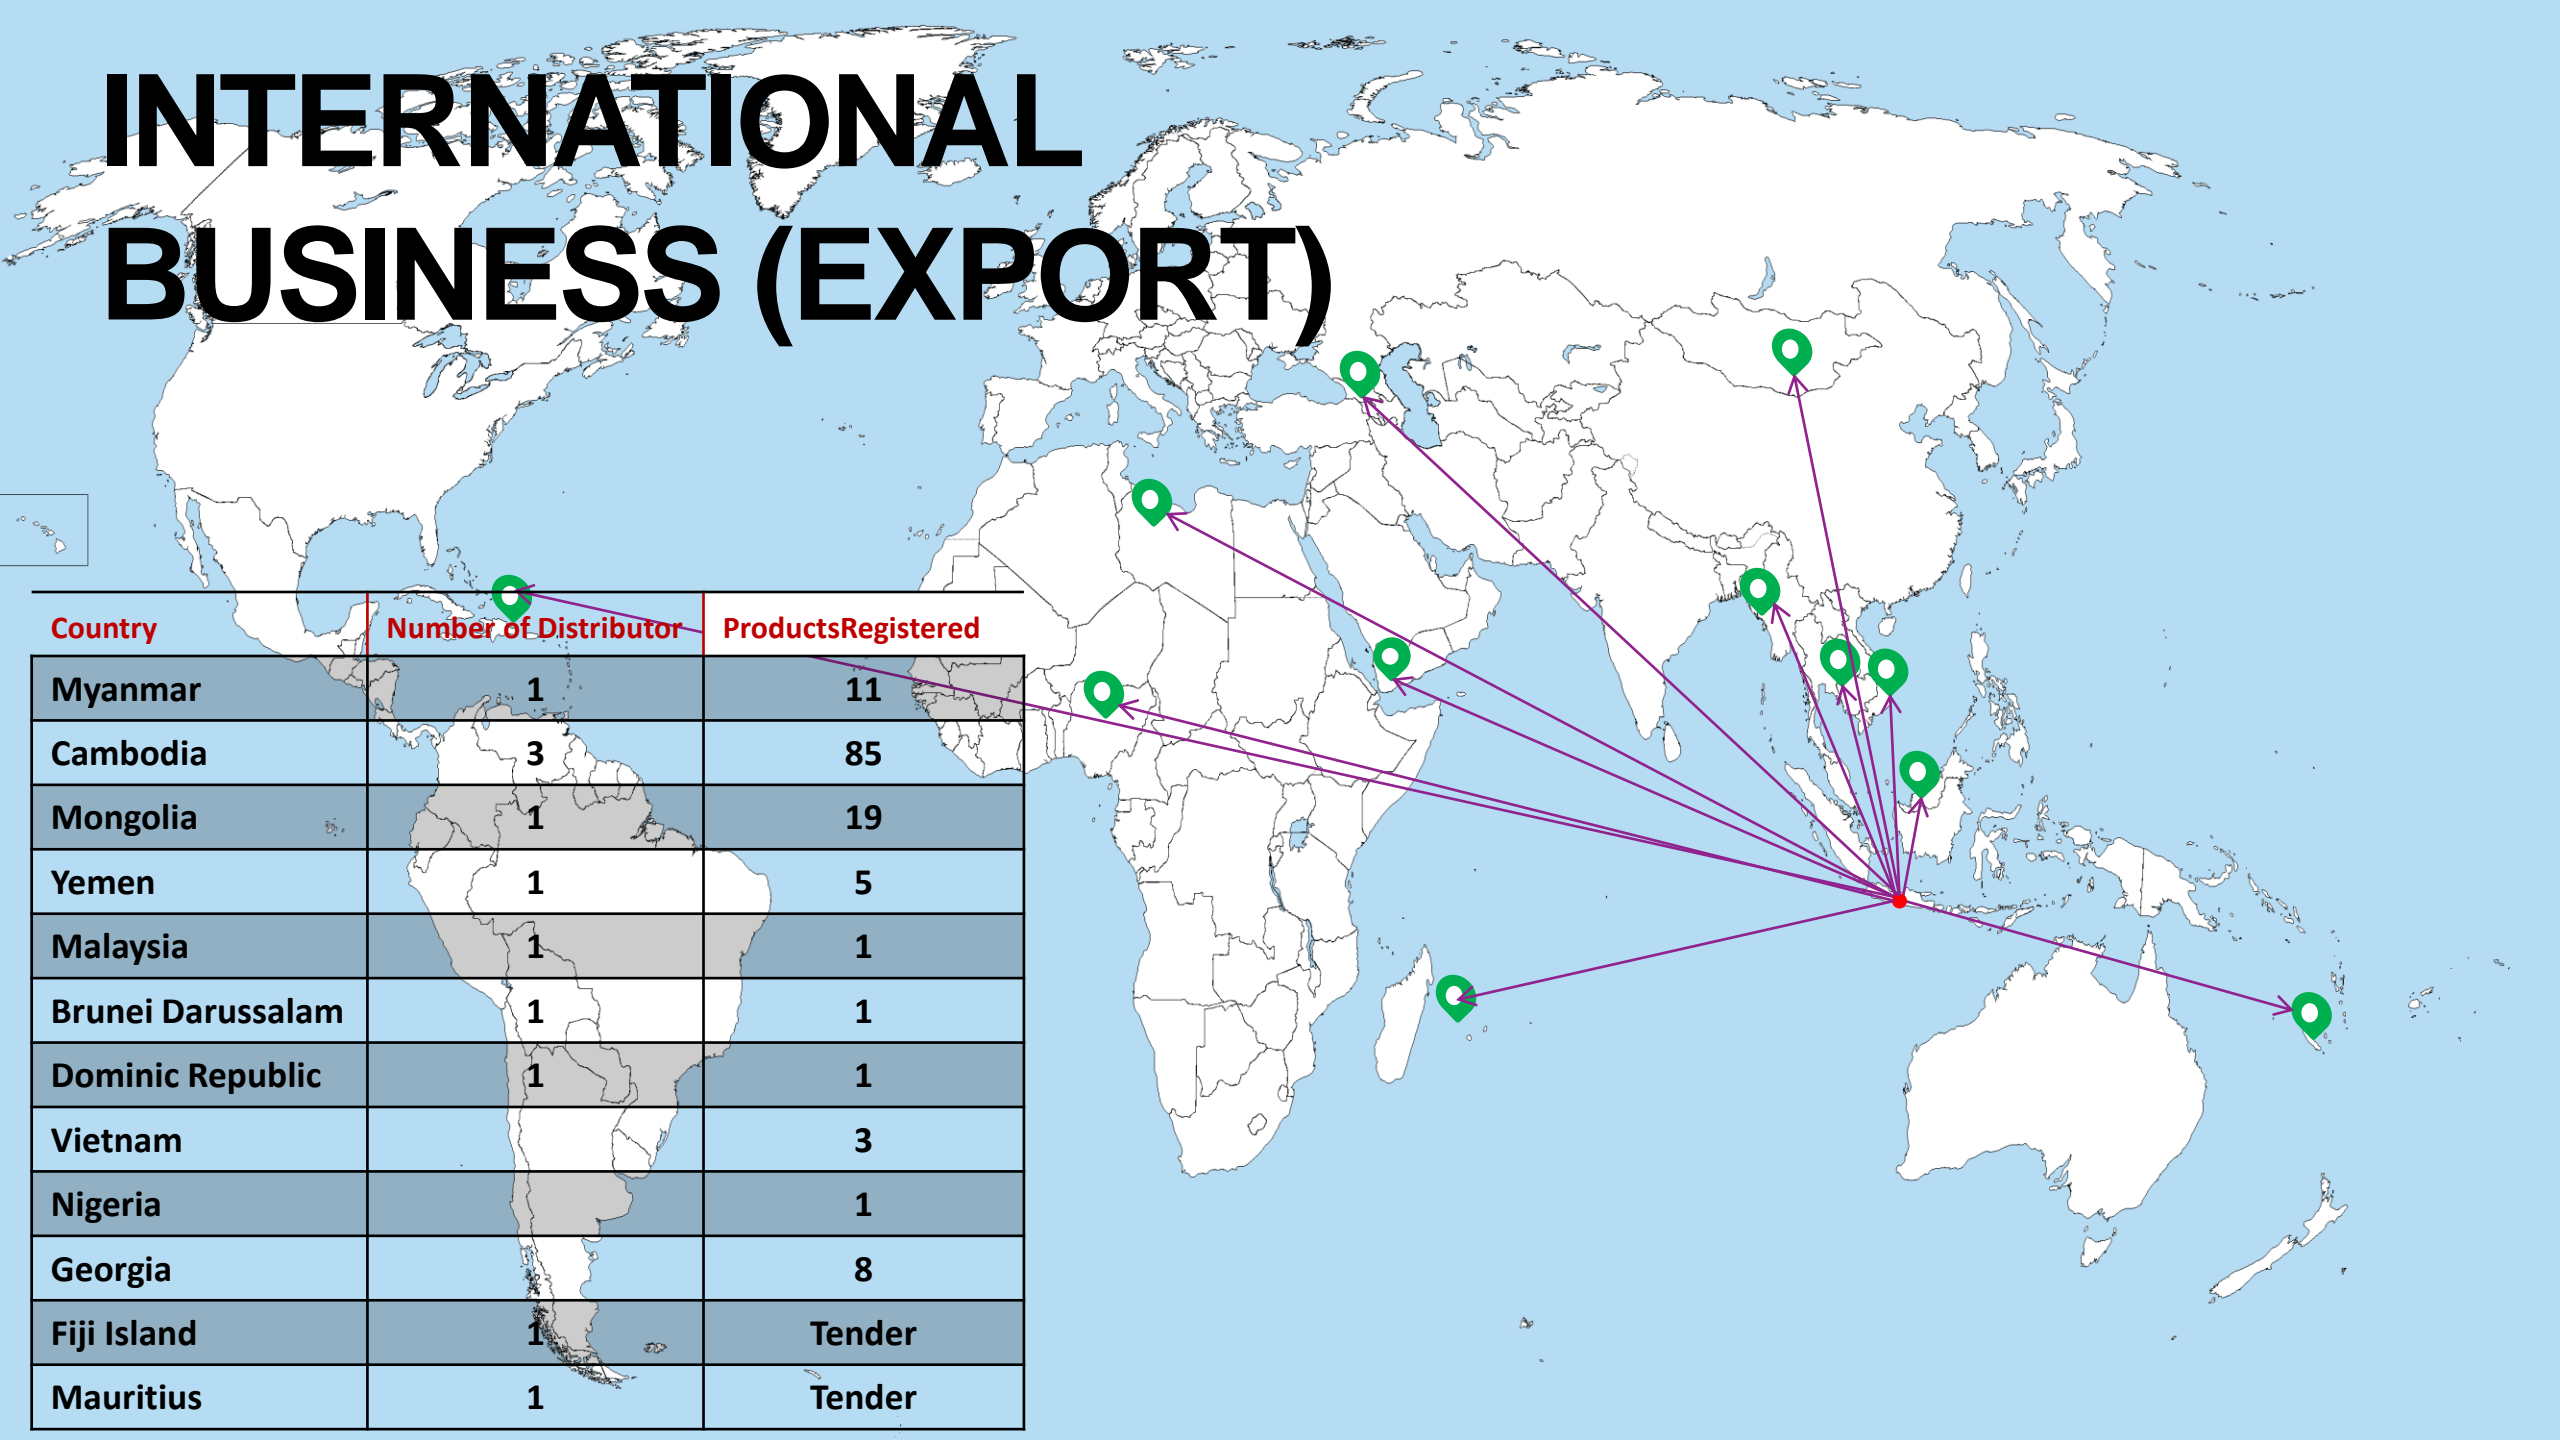 INTERNATIONAL
BUSINESS (EXPORT)
Country Number of Distributor ProductsRegistered
Myanmar 1 11
Cambodia 3 85
Mongolia 1 19
Yemen 1 5
Malaysia 1 1
Brunei Darussalam 1 1
Dominic Republic 1 1
Vietnam 3
Nigeria 1
Georgia 8
Fiji Island 1 Tender
Mauritius 1 Tender